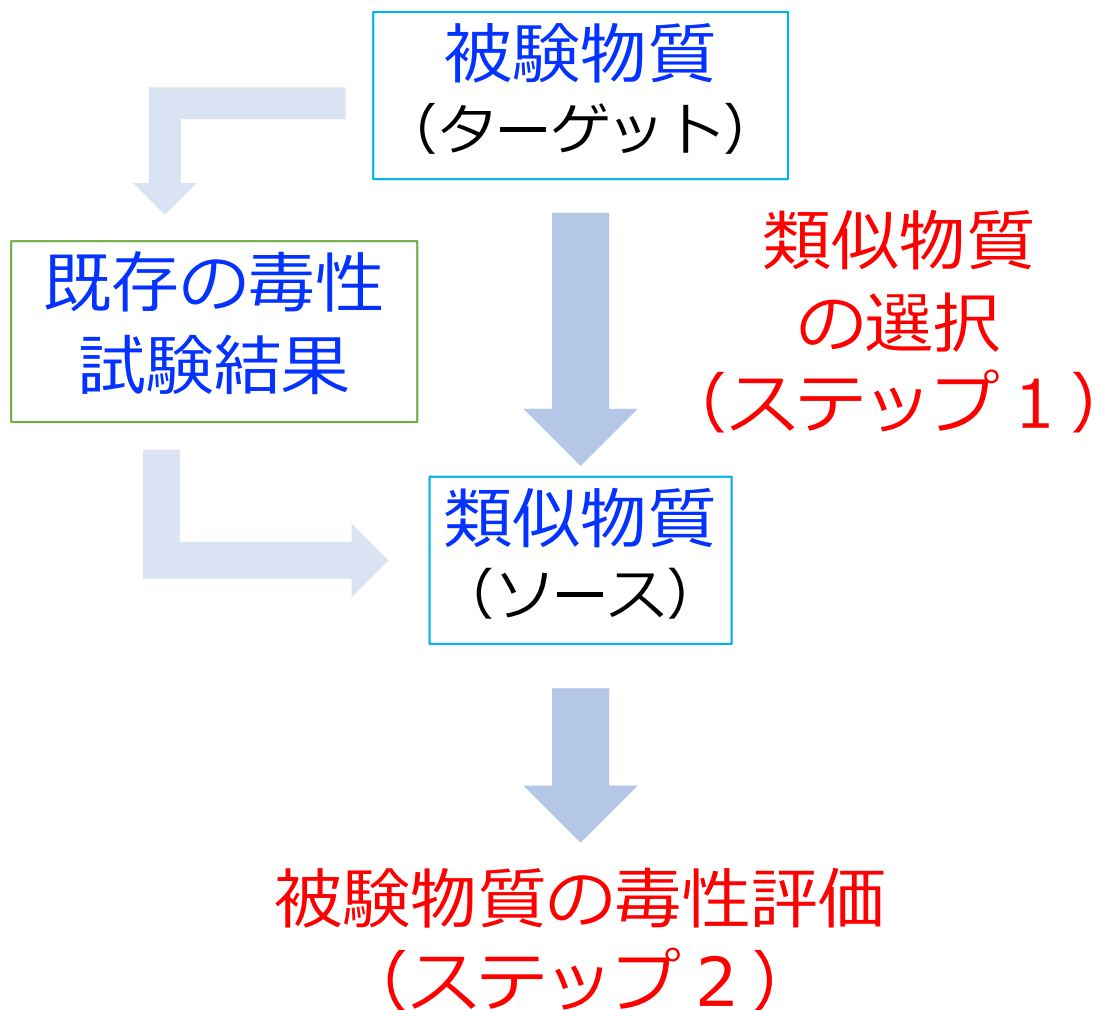 被験物質
（ターゲット）
既存の毒性
試験結果
類似物質
の選択
（ステップ１）
類似物質
（ソース）
被験物質の毒性評価
（ステップ２）